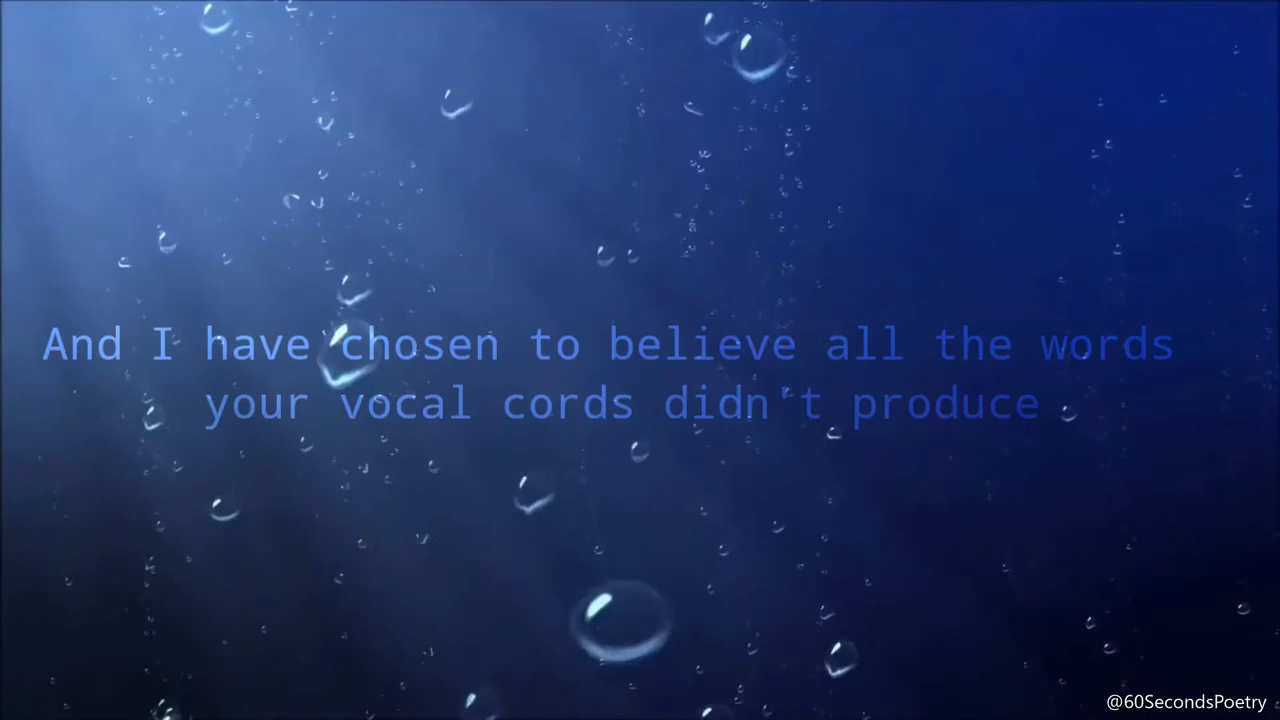 And I have chosen to believe all the words
your vocal cords didn't produce
@60SecondsPoetry